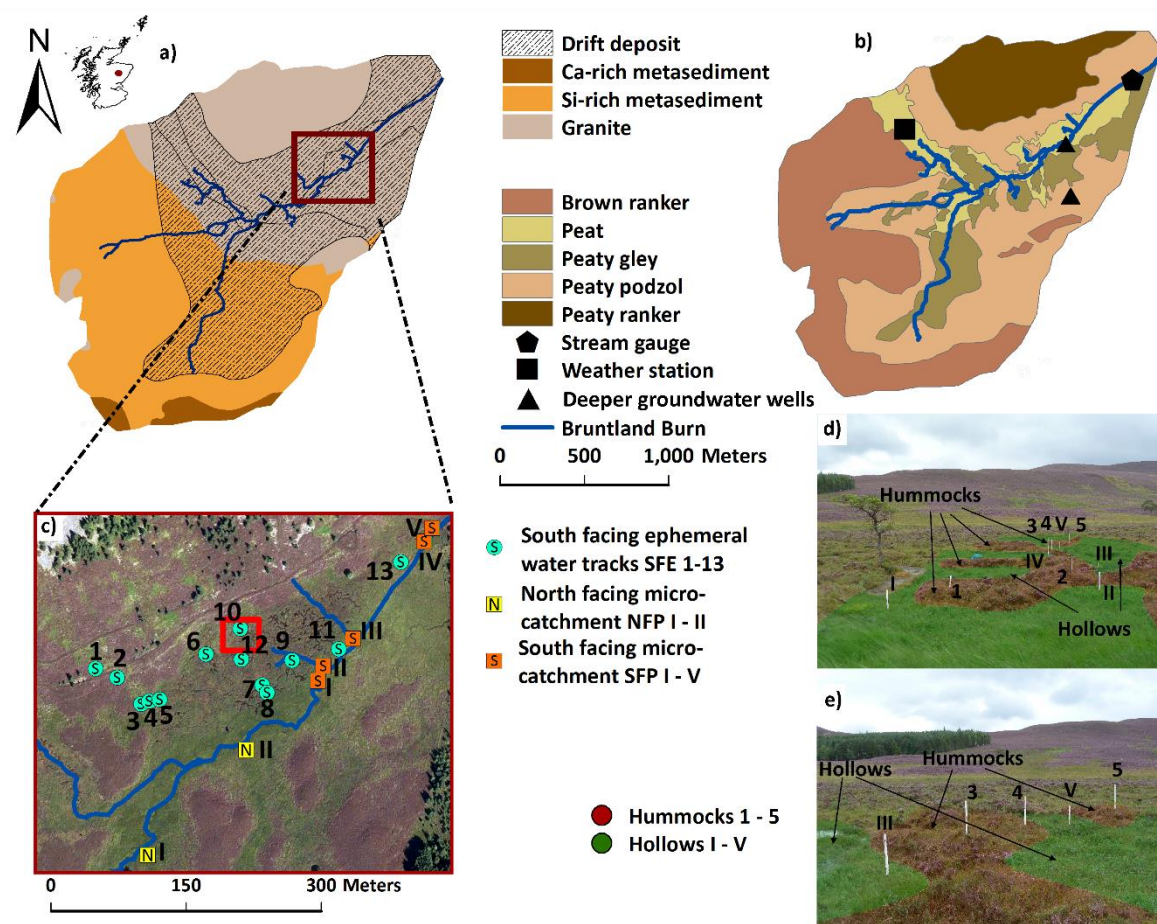 N
a)
Drift deposit
Ca-rich metasediment
Si-rich metasediment
Granite
b)
Brown ranker
Peat
Peaty gley
Peaty podzol
Peaty ranker
Stream gauge
Weather station
Deeper groundwater wells
Bruntland Burn
0 500 1,000 Meters
c)
V
S
S
IV
13
S
10
S
1
S
2
S
6
S
12
S
9
S
11
S
III
S
II
S
I
S
3
S
4
S
5
S
7
S
8
S
II
N
I
N
0 150 300 Meters
S South facing ephemeral
water tracks SFE 1-13
N North facing micro-
catchment NFP I - II
S South facing micro-
catchment SFP I - V
Hummocks 1 - 5
Hollows I - V
d)
Hummocks
3 4 V 5
III
IV
I
1
2
II
Hollows
e)
Hollows
Hummocks
5
3
4
V
III